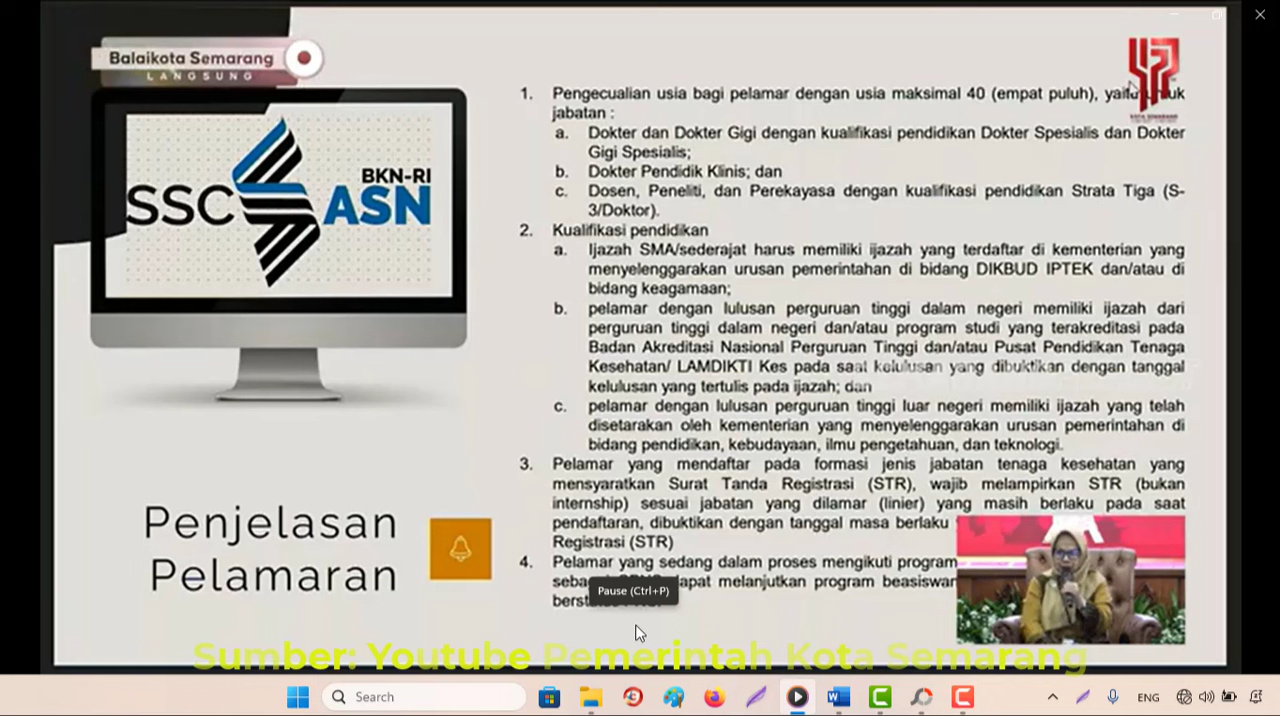 Balaikota Semarang
LANGSUNG
SSC
BKN-RI
ASN
KOTA SEMARANG
1. Pengecualian usia bagi pelamar dengan usia maksimal 40 (empat puluh), yaitu untuk
jabatan :
a. Dokter dan Dokter Gigi dengan kualifikasi pendidikan Dokter Spesialis dan Dokter
Gigi Spesialis;
b. Dokter Pendidik Klinis; dan
c. Dosen, Peneliti, dan Perekayasa dengan kualifikasi pendidikan Strata Tiga (S-
3/Doktor).
2. Kualifikasi pendidikan
a. Ijazah SMA/sederajat harus memiliki ijazah yang terdaftar di kementerian yang
menyelenggarakan urusan pemerintahan di bidang DIKBUD IPTEK dan/atau di
bidang keagamaan;
b. pelamar dengan lulusan perguruan tinggi dalam negeri memiliki ijazah dari
perguruan tinggi dalam negeri dan/atau program studi yang terakreditasi pada
Badan Akreditasi Nasional Perguruan Tinggi dan/atau Pusat Pendidikan Tenaga
Kesehatan/ LAMDIKTI Kes pada saat kelulusan yang dibuktikan dengan tanggal
kelulusan yang tertulis pada ijazah; dan
c. pelamar dengan lulusan perguruan tinggi luar negeri memiliki ijazah yang telah
disetarakan oleh kementerian yang menyelenggarakan urusan pemerintahan di
bidang pendidikan, kebudayaan, ilmu pengetahuan, dan teknologi.
3. Pelamar yang mendaftar pada formasi jenis jabatan tenaga kesehatan yang
mensyaratkan Surat Tanda Registrasi (STR), wajib melampirkan STR (bukan
internship) sesuai jabatan yang dilamar (linier) yang masih berlaku pada saat
pendaftaran, dibuktikan dengan tanggal masa berlaku
Registrasi (STR)
4. Pelamar yang sedang dalam proses mengikuti program
dapat melanjutkan program
Penjelasan
Pelamaran
Pause (Ctrl+P)
Sumber: Youtube Pemerintah Kota Semarang
Search
ENG